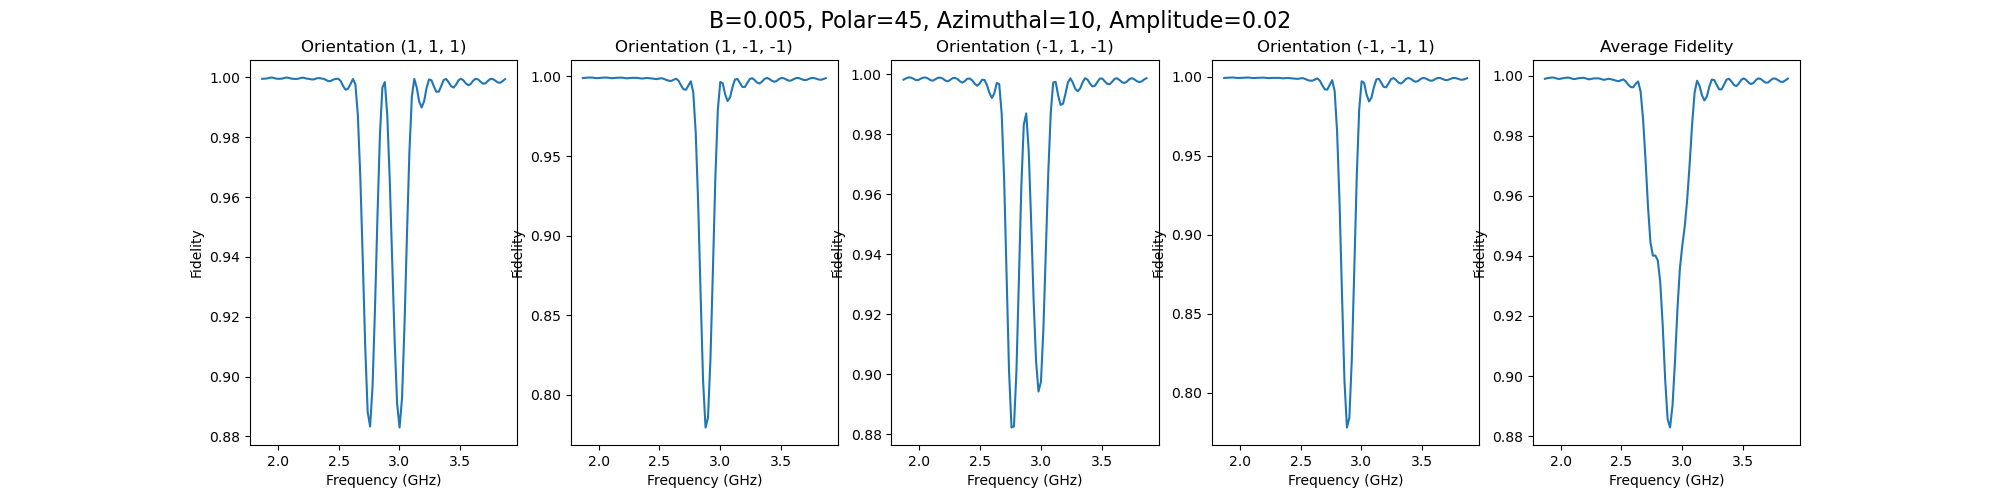 B=0.005, Polar=45, Azimuthal=10, Amplitude=0.02
Orientation (1, 1, 1)
1.00
0.98
0.96
0.94
0.92
0.90
0.88
Fidelity
2.0 2.5 3.0 3.5
Frequency (GHz)
Orientation (1, -1, -1)
1.00
0.95
0.90
0.85
0.80
Fidelity
2.0 2.5 3.0 3.5
Frequency (GHz)
Orientation (-1, 1, -1)
1.00
0.98
0.96
0.94
0.92
0.90
0.88
Fidelity
2.0 2.5 3.0 3.5
Frequency (GHz)
Orientation (-1, -1, 1)
1.00
0.95
0.90
0.85
0.80
Fidelity
2.0 2.5 3.0 3.5
Frequency (GHz)
Average Fidelity
1.00
0.98
0.96
0.94
0.92
0.90
0.88
Fidelity
2.0 2.5 3.0 3.5
Frequency (GHz)